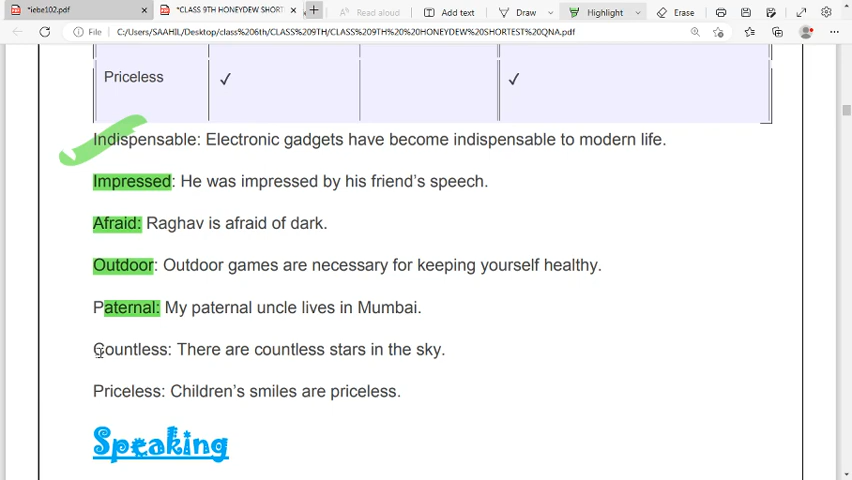 *iebe102.pdf
*CLASS 9TH HONEYDEW SHORT
Read aloud
Add text
Draw
Highlight
Erase
File
C:/Users/SAAHIL/Desktop/class%206th/CLASS%209TH/CLASS%209TH%20%20HONEYDEW%20SHORTEST%20QNA.pdf
Priceless ✓ ✓
Indispensable: Electronic gadgets have become indispensable to modern life.
Impressed: He was impressed by his friend's speech.
Afraid: Raghav is afraid of dark.
Outdoor: Outdoor games are necessary for keeping yourself healthy.
Paternal: My paternal uncle lives in Mumbai.
Countless: There are countless stars in the sky.
Priceless: Children's smiles are priceless.
Speaking